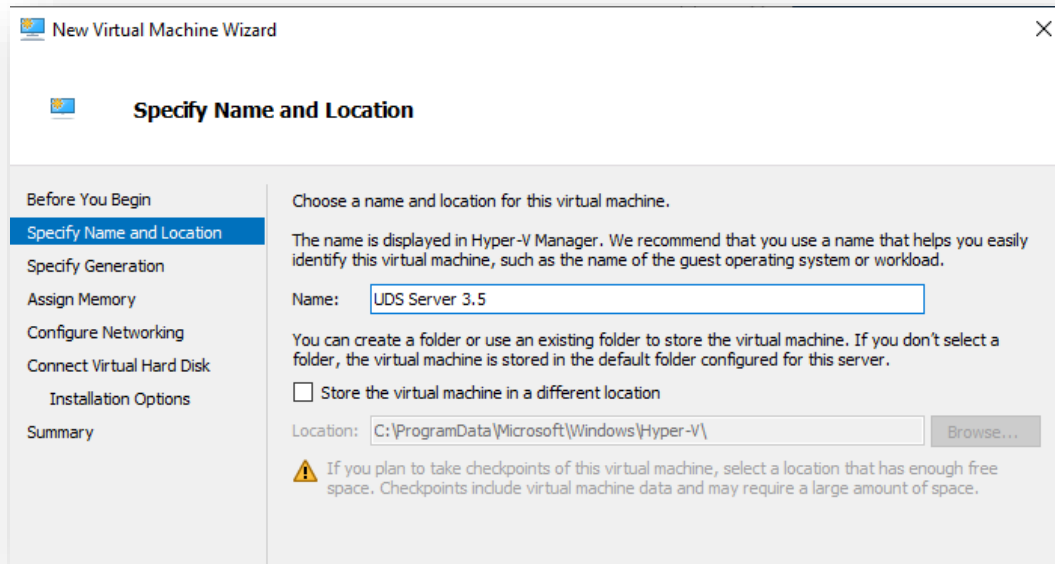 New Virtual Machine Wizard
Specify Name and Location
Before You Begin
Specify Name and Location
Specify Generation
Assign Memory
Configure Networking
Connect Virtual Hard Disk
Installation Options
Summary
Choose a name and location for this virtual machine.
The name is displayed in Hyper-V Manager. We recommend that you use a name that helps you easily
identify this virtual machine, such as the name of the guest operating system or workload.
Name: UDS Server 3.5
You can create a folder or use an existing folder to store the virtual machine. If you don't select a
folder, the virtual machine is stored in the default folder configured for this server.
Store the virtual machine in a different location
Location: C:\ProgramData\Microsoft\Windows\Hyper-V\ Browse...
If you plan to take checkpoints of this virtual machine, select a location that has enough free
space. Checkpoints include virtual machine data and may require a large amount of space.